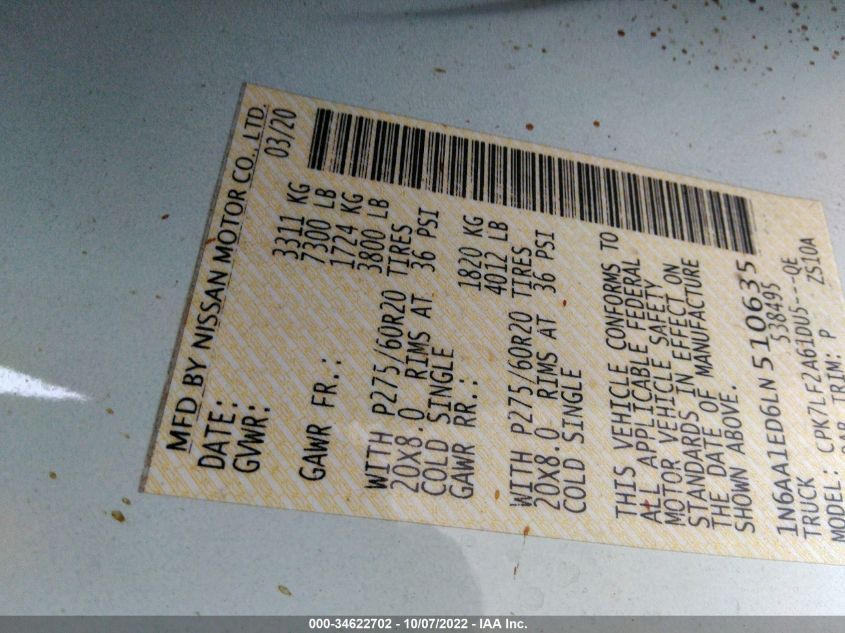 MFD BY NISSAN MOTOR CO., LTD.
DATE: 03/20
GVWR: 3311 KG
7300 LB
GAWR FR.: 1724 KG
3800 LB
WITH P275/60R20 TIRES
20X8.0 RIMS AT 36 PSI
COLD SINGLE
GAWR RR.: 1820 KG
4012 LB
WITH P275/60R20 TIRES
20X8.0 RIMS AT 36 PSI
COLD SINGLE
THIS VEHICLE CONFORMS TO
ALL APPLICABLE FEDERAL
MOTOR VEHICLE SAFETY
STANDARDS IN EFFECT ON
THE DATE OF MANUFACTURE
SHOWN ABOVE.
1N6AA1ED6LN510635
TRUCK 538495
MODEL: CPK7LFZA61DU5---QE
TRIM: P ZS10A
000-34622702 - 10/07/2022 - IAA Inc.